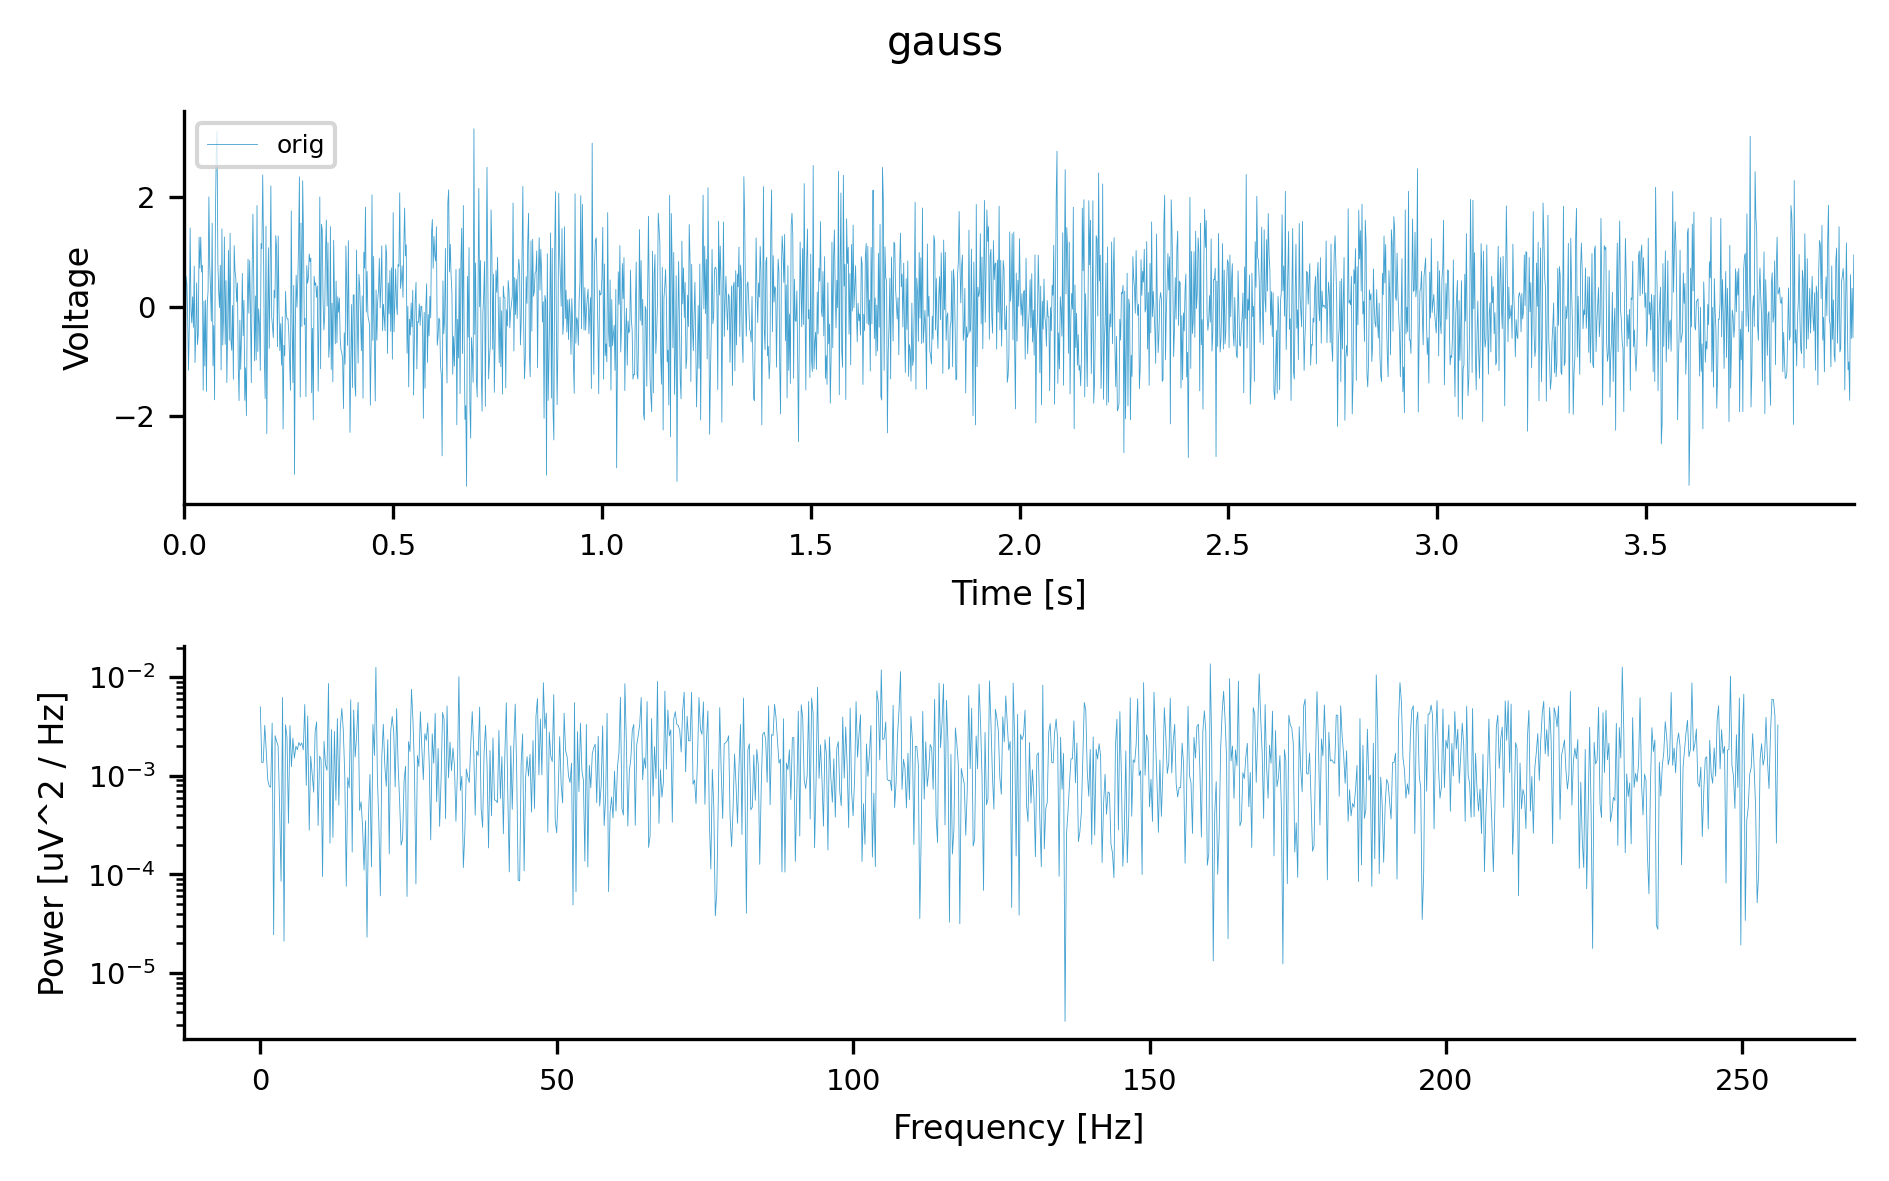 gauss
orig
Voltage
2
0
−2
0.0 0.5 1.0 1.5 2.0 2.5 3.0 3.5
Time [s]
Power [uV^2 / Hz]
10⁻²
10⁻³
10⁻⁴
10⁻⁵
0 50 100 150 200 250
Frequency [Hz]